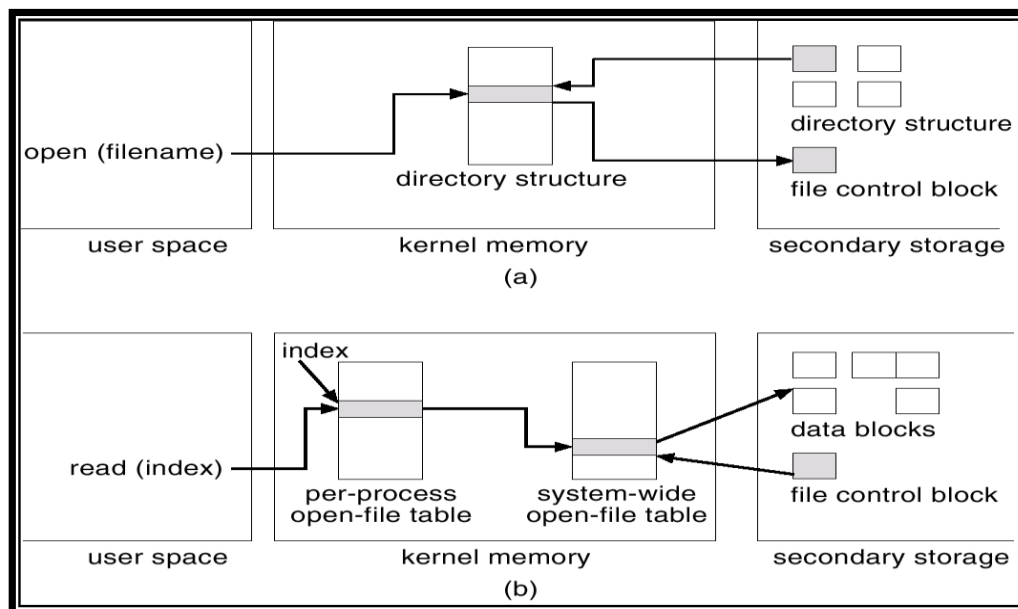 open (filename)
directory structure
directory structure
file control block
user space
kernel memory
secondary storage
(a)
index
read (index)
per-process
open-file table
system-wide
open-file table
data blocks
file control block
user space
kernel memory
secondary storage
(b)